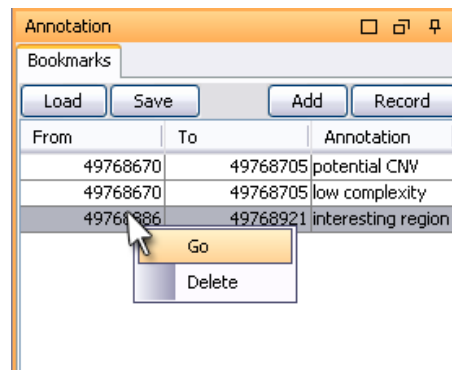 Annotation
Bookmarks
Load Save Add Record
From To Annotation
49768670 49768705 potential CNV
49768670 49768705 low complexity
49768886 49768921 interesting region
Go
Delete